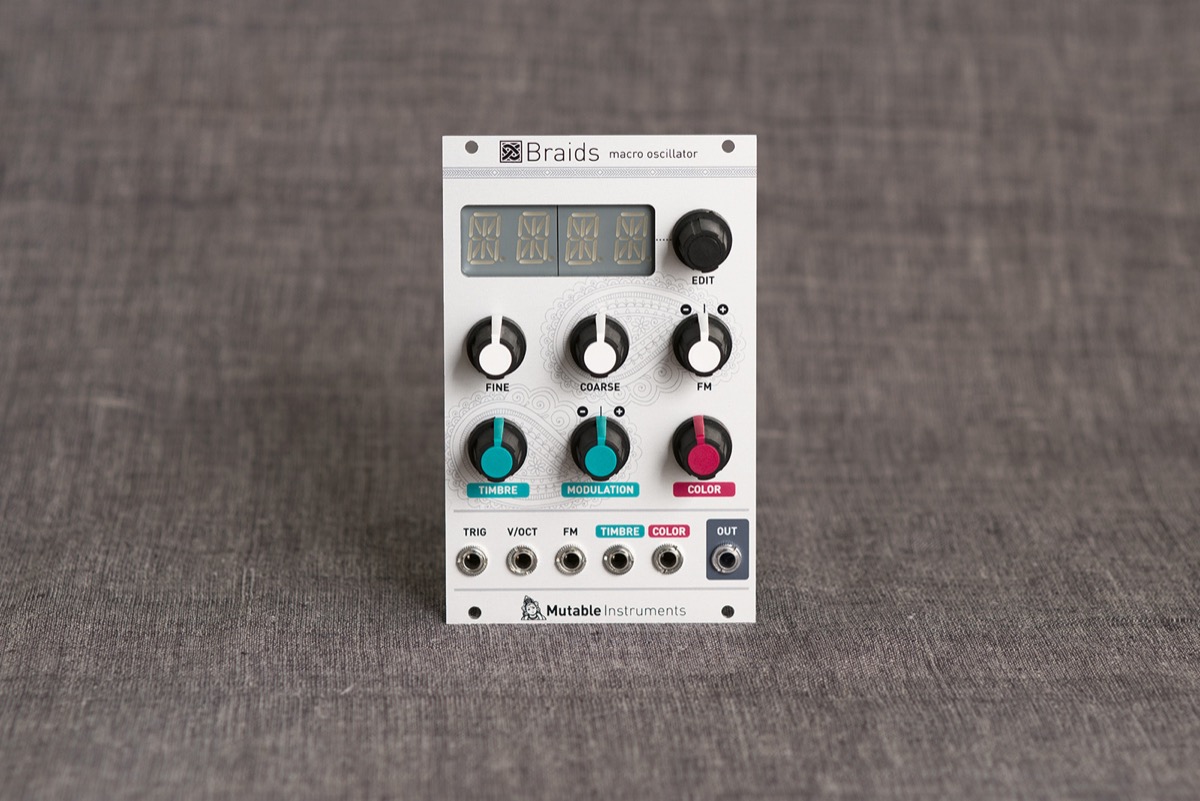 Braids macro oscillator
EDIT
FINE COARSE FM
TIMBRE MODULATION COLOR
TRIG V/OCT FM TIMBRE COLOR OUT
Mutable Instruments